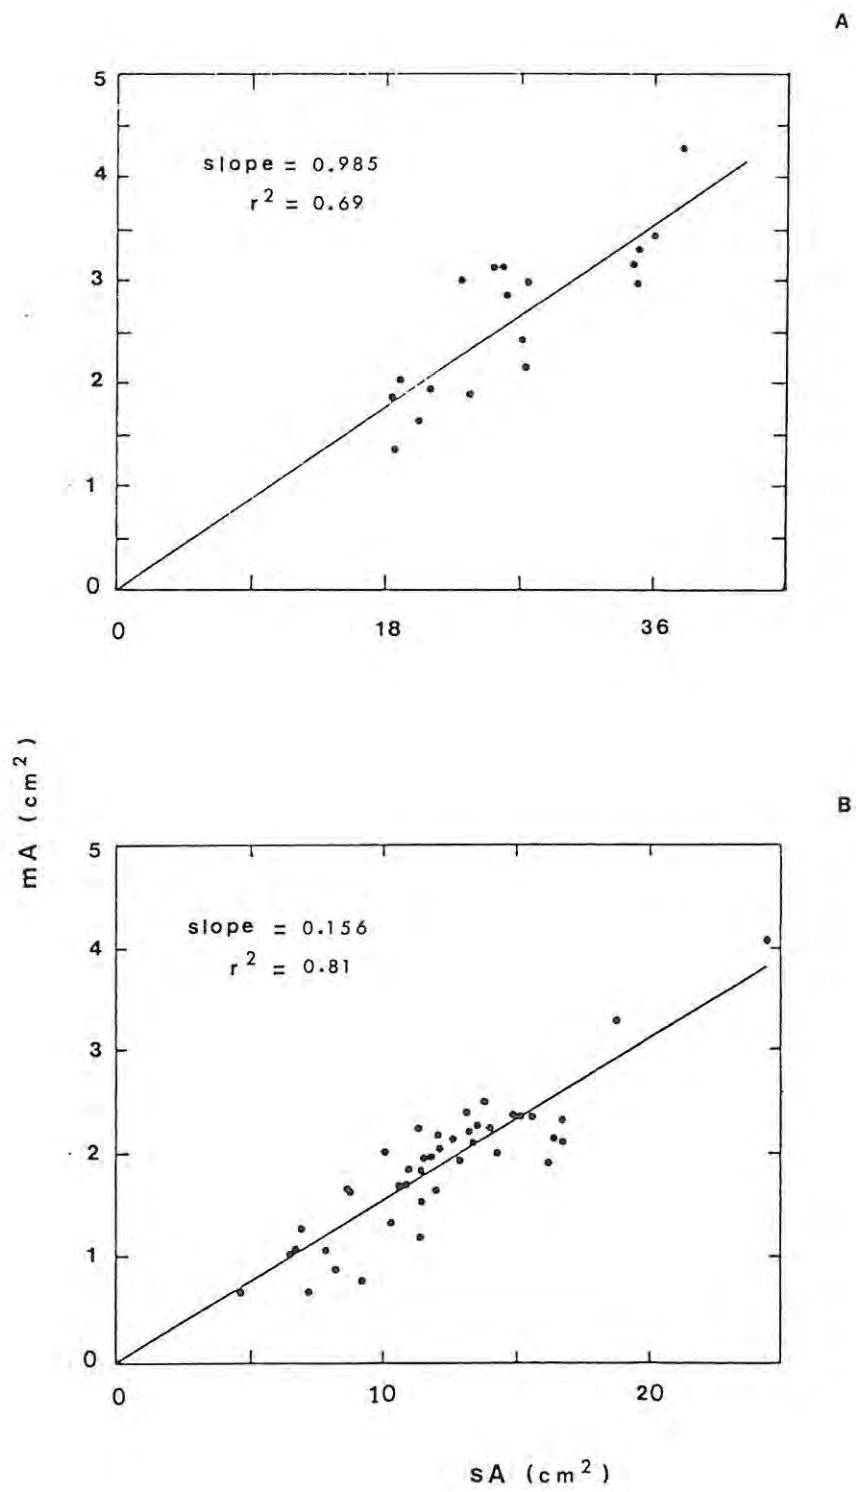 A
5
slope = 0.985
4
r² = 0.69
3
2
1
0
0 18 36
mA (cm²)
B
5
slope = 0.156
4
r² = 0.81
3
2
1
0
0 10 20
sA (cm²)